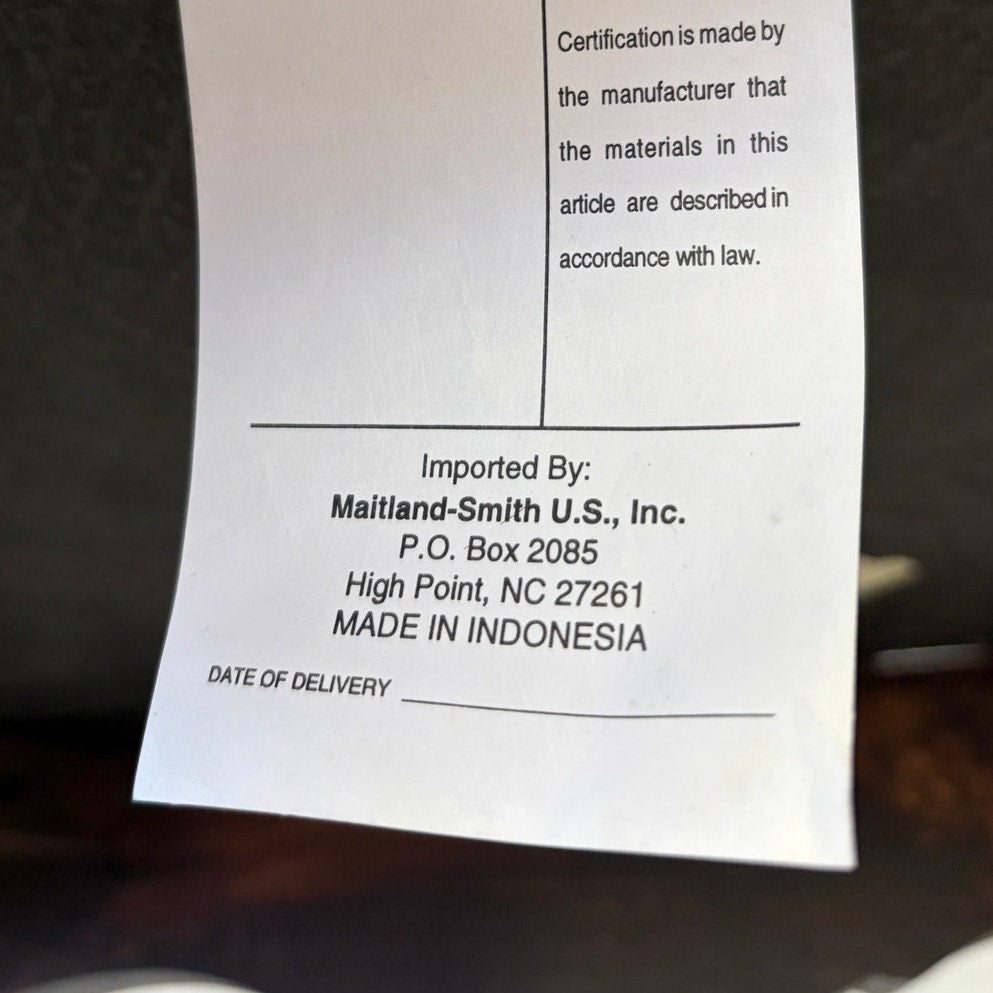 Certification is made by
the manufacturer that
the materials in this
article are described in
accordance with law.
Imported By:
Maitland-Smith U.S., Inc.
P.O. Box 2085
High Point, NC 27261
MADE IN INDONESIA
DATE OF DELIVERY